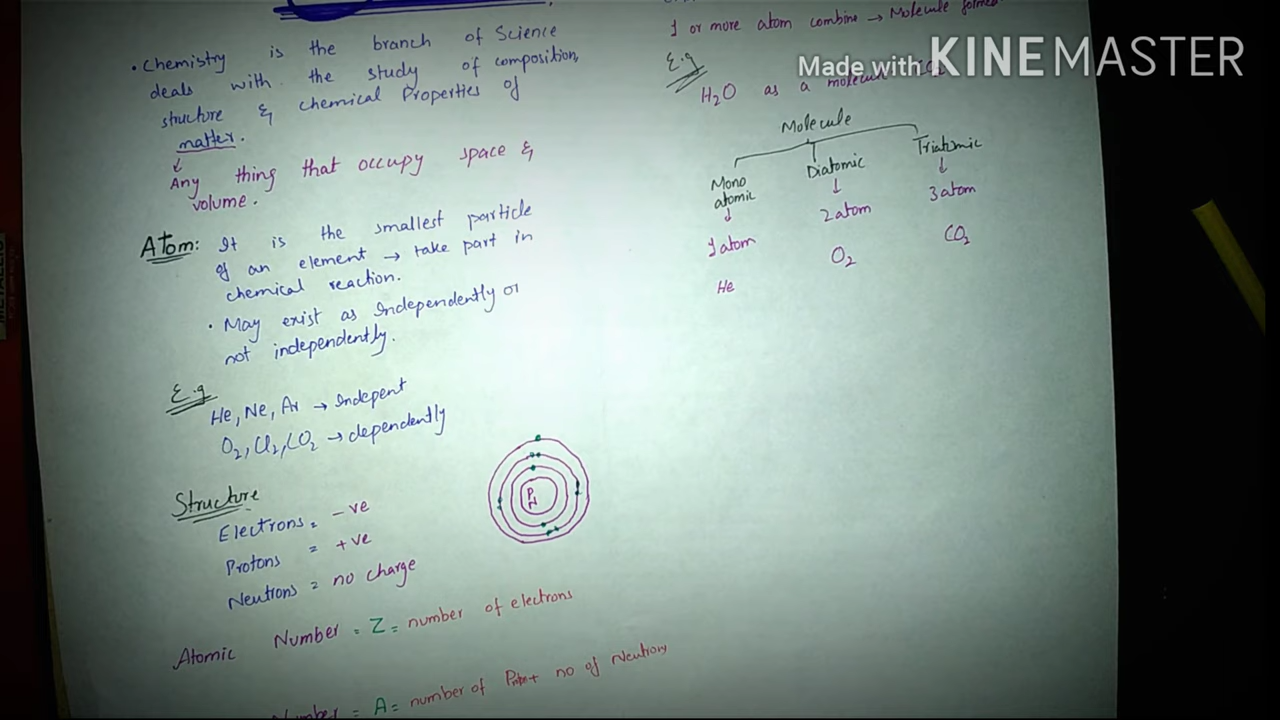 • Chemistry is the branch of Science
deals with the study of composition,
structure & chemical Properties of
matter.
Any thing that occupy space &
volume.
Atom: It is the smallest particle
of an element → take part in
chemical reaction.
• May exist as Independently or
not independently.
E.g
He, Ne, Ar → Indepent
O2, Cl2, CO2 → dependently
Structure
Electrons = -ve
Protons = +ve
Neutrons = no charge
P
N
Atomic Number = Z = number of electrons
Number = A = number of + no of Neutrons
1 or more atom combine → Molecule formed
E.g
H2O as a molecule
Made with KINEMASTER
Molecule
Mono atomic Diatomic Triatomic
1 atom 2 atom 3 atom
He O2 CO2